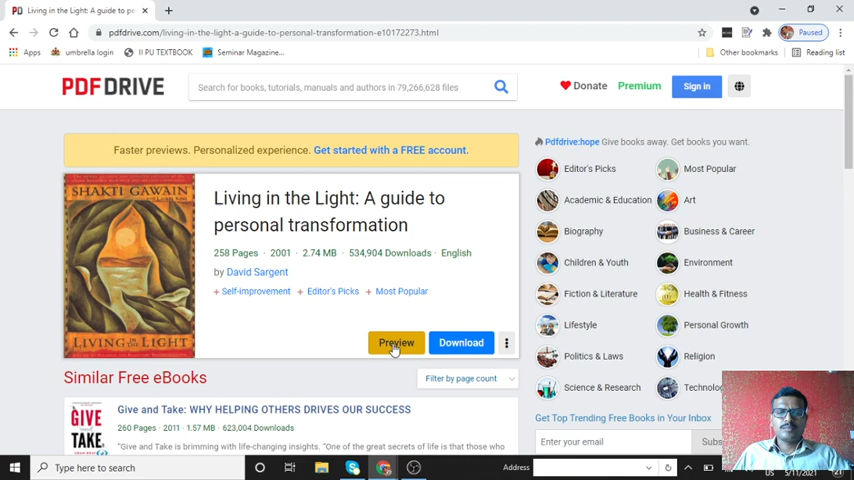 Living in the Light: A guide to pe
pdfdrive.com/living-in-the-light-a-guide-to-personal-transformation-e10172273.html
Paused
Apps
umbrella login
II PU TEXTBOOK
Seminar Magazine...
Other bookmarks
Reading list
PDFDRIVE
Search for books, tutorials, manuals and authors in 79,266,628 files
Donate
Premium
Sign in
Faster previews. Personalized experience. Get started with a FREE account.
SHAKTI GAWAIN
LIVING IN THE LIGHT
Living in the Light: A guide to
personal transformation
258 Pages · 2001 · 2.74 MB · 534,904 Downloads · English
by David Sargent
+ Self-improvement + Editor's Picks + Most Popular
Preview
Download
Similar Free eBooks
Filter by page count
GIVE
and
TAKE
Give and Take: WHY HELPING OTHERS DRIVES OUR SUCCESS
260 Pages · 2011 · 1.57 MB · 623,004 Downloads
"Give and Take is brimming with life-changing insights. "One of the great secrets of life is that those who
Pdfdrive:hope Give books away. Get books you want.
Editor's Picks
Most Popular
Academic & Education
Art
Biography
Business & Career
Children & Youth
Environment
Fiction & Literature
Health & Fitness
Lifestyle
Personal Growth
Politics & Laws
Religion
Science & Research
Technolo
Get Top Trending Free Books in Your Inbox
Enter your email
Subs
Type here to search
Address
US
5/11/2021